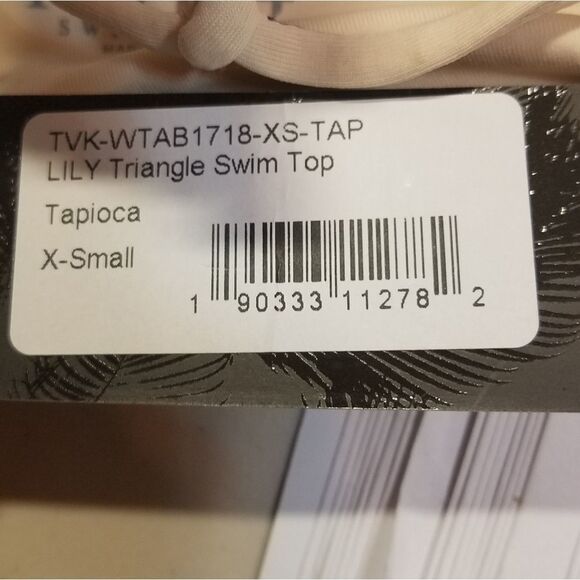 TVK-WTAB1718-XS-TAP
LILY Triangle Swim Top
Tapioca
X-Small
1 90333 11278 2